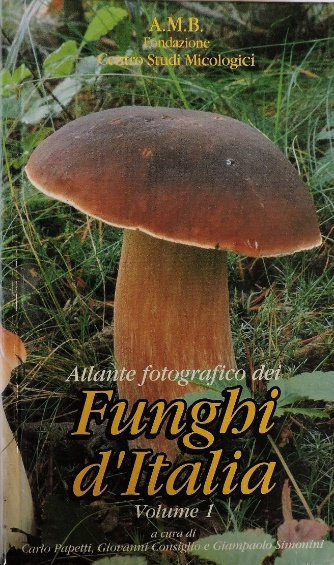 A.M.B.
Fondazione
Centro Studi Micologici
Atlante fotografico dei
Funghi
d'Italia
Volume 1
a cura di
Carlo Papetti, Giovanni Consiglio e Giampaolo Simonini